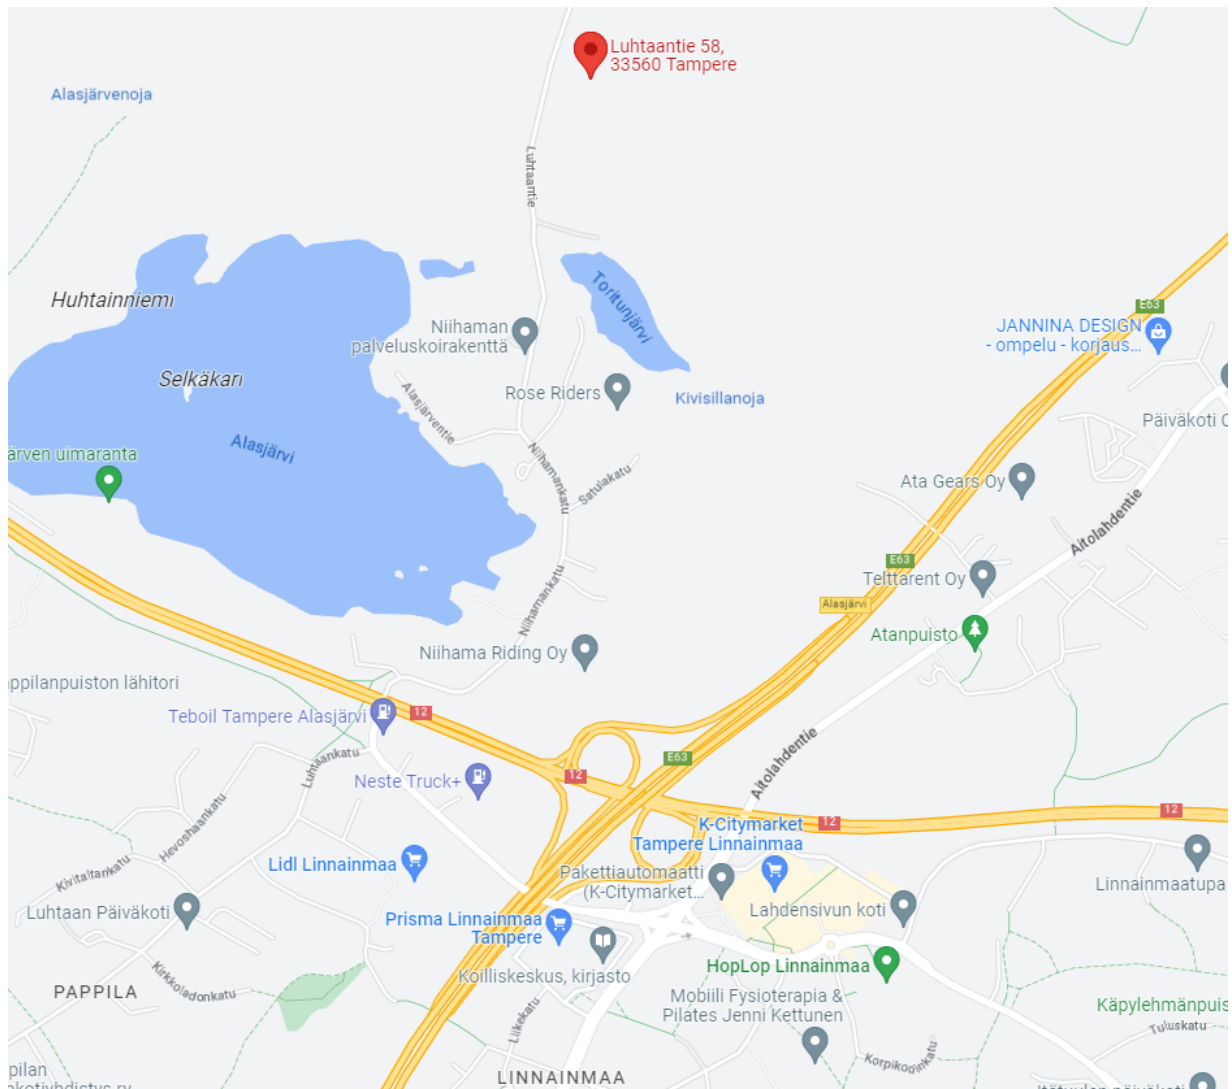 Luhtaantie 58,
33560 Tampere
Alasjärvenoja
Luhtaantie
Huhtainniemi
Toritunjärvi
E63
Niihaman
palveluskoirakenttä
JANNINA DESIGN
- ompelu - korjaus...
Selkäkari
Rose Riders
Kivisillanoja
Alasjärventie
Päiväkoti
Alasjärvi
ärven uimaranta
Niihamankatu
Satulakatu
Ata Gears Oy
Aitolahdentie
E63
Telttarent Oy
Niihamankatu
Alasjärvi
Atanpuisto
Niihama Riding Oy
ppilanpuiston lähitori
Teboil Tampere Alasjärvi
12
Luhtaankatu
E63
Aitolahdentie
Neste Truck+
12
Hevoshaankatu
12
12
K-Citymarket
Tampere Linnainmaa
Kivitaltankatu
Lidl Linnainmaa
Pakettiautomaatti
(K-Citymarket...
Linnainmaatupa
Luhtaan Päiväkoti
Prisma Linnainmaa
Tampere
Lahdensivun koti
Koilliskeskus, kirjasto
HopLop Linnainmaa
Kirkkoladonkatu
PAPPILA
Mobiili Fysioterapia &
Pilates Jenni Kettunen
Käpylehmänpuis
Liikekatu
Tuluskatu
Korpikodinkatu
pilan
LINNAINMAA